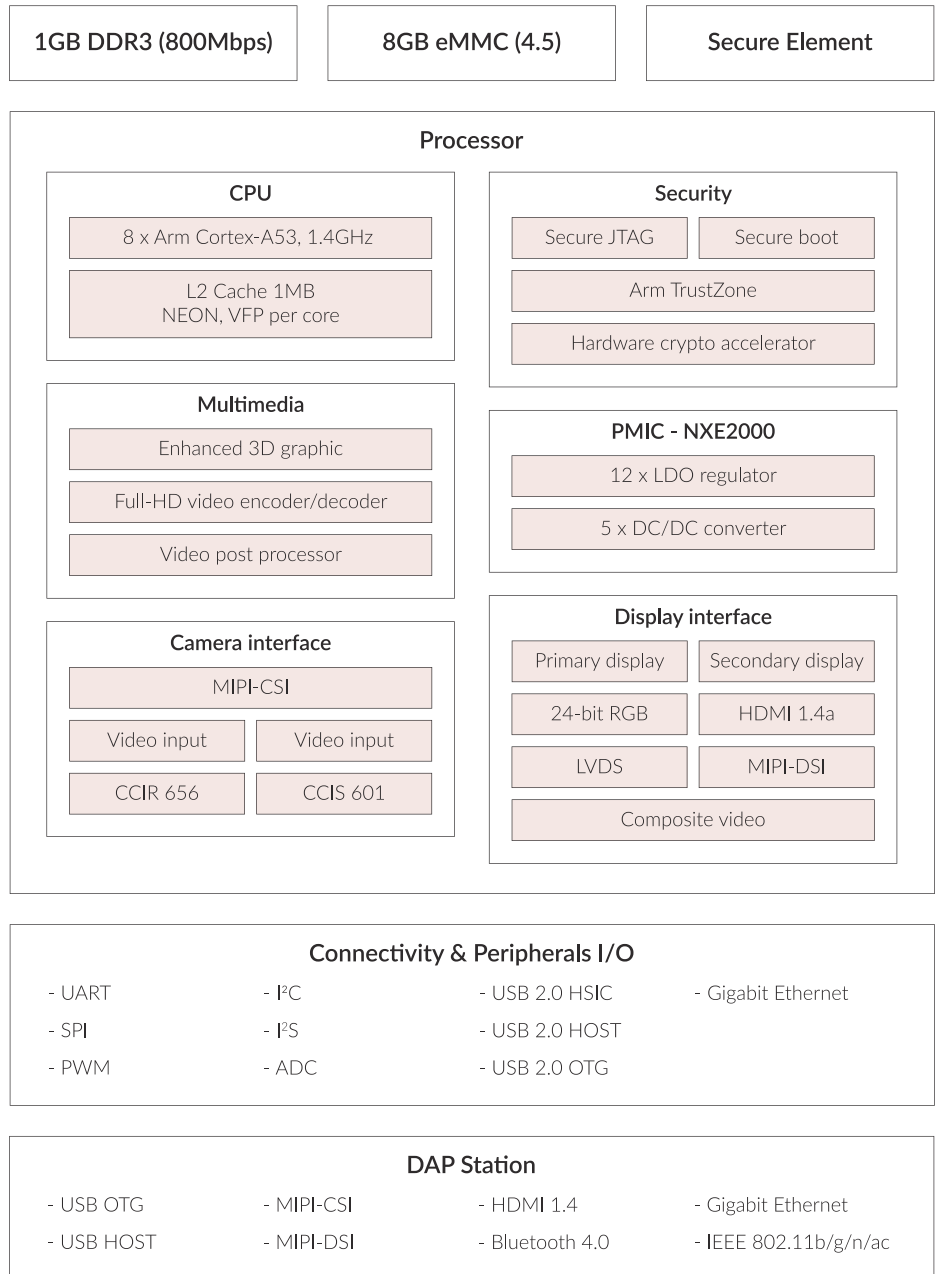 1GB DDR3 (800Mbps)
8GB eMMC (4.5)
Secure Element
Processor
CPU
8 x Arm Cortex-A53, 1.4GHz
L2 Cache 1MB
NEON, VFP per core
Multimedia
Enhanced 3D graphic
Full-HD video encoder/decoder
Video post processor
Camera interface
MIPI-CSI
Video input
Video input
CCIR 656
CCIS 601
Security
Secure JTAG
Secure boot
Arm TrustZone
Hardware crypto accelerator
PMIC - NXE2000
12 x LDO regulator
5 x DC/DC converter
Display interface
Primary display
Secondary display
24-bit RGB
HDMI 1.4a
LVDS
MIPI-DSI
Composite video
Connectivity & Peripherals I/O
- UART
- SPI
- PWM
- I²C
- I²S
- ADC
- USB 2.0 HSIC
- USB 2.0 HOST
- USB 2.0 OTG
- Gigabit Ethernet
DAP Station
- USB OTG
- USB HOST
- MIPI-CSI
- MIPI-DSI
- HDMI 1.4
- Bluetooth 4.0
- Gigabit Ethernet
- IEEE 802.11b/g/n/ac